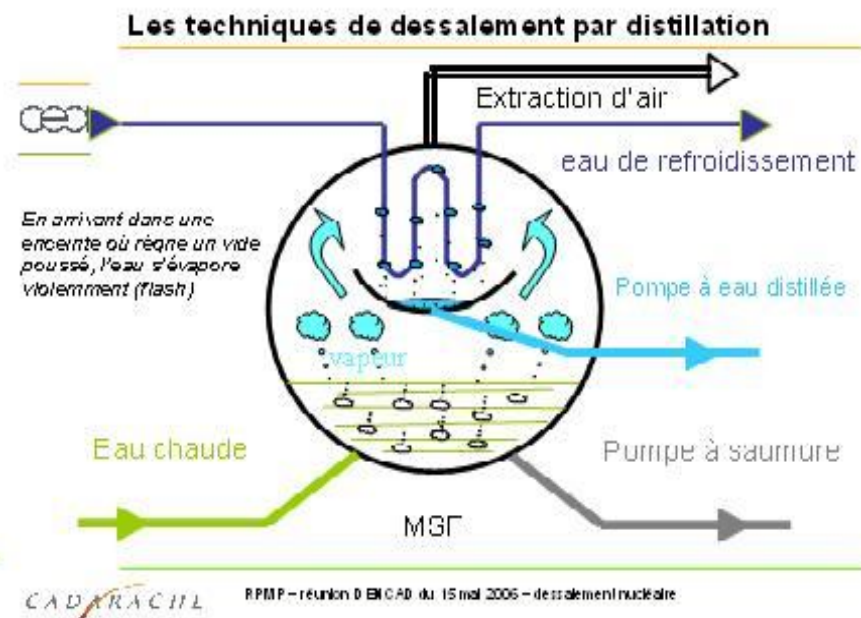 Les techniques de dessalement par distillation
cea
Extraction d'air
eau de refroidissement
En arrivant dans une
enceinte où règne un vide
poussé, l'eau s'évapore
violemment (flash)
Pompe à eau distillée
vapeur
Eau chaude
Pompe à saumure
MSF
CADARACHE
RPMP – réunion DENCAD du 15 mai 2006 – dessalement nucléaire